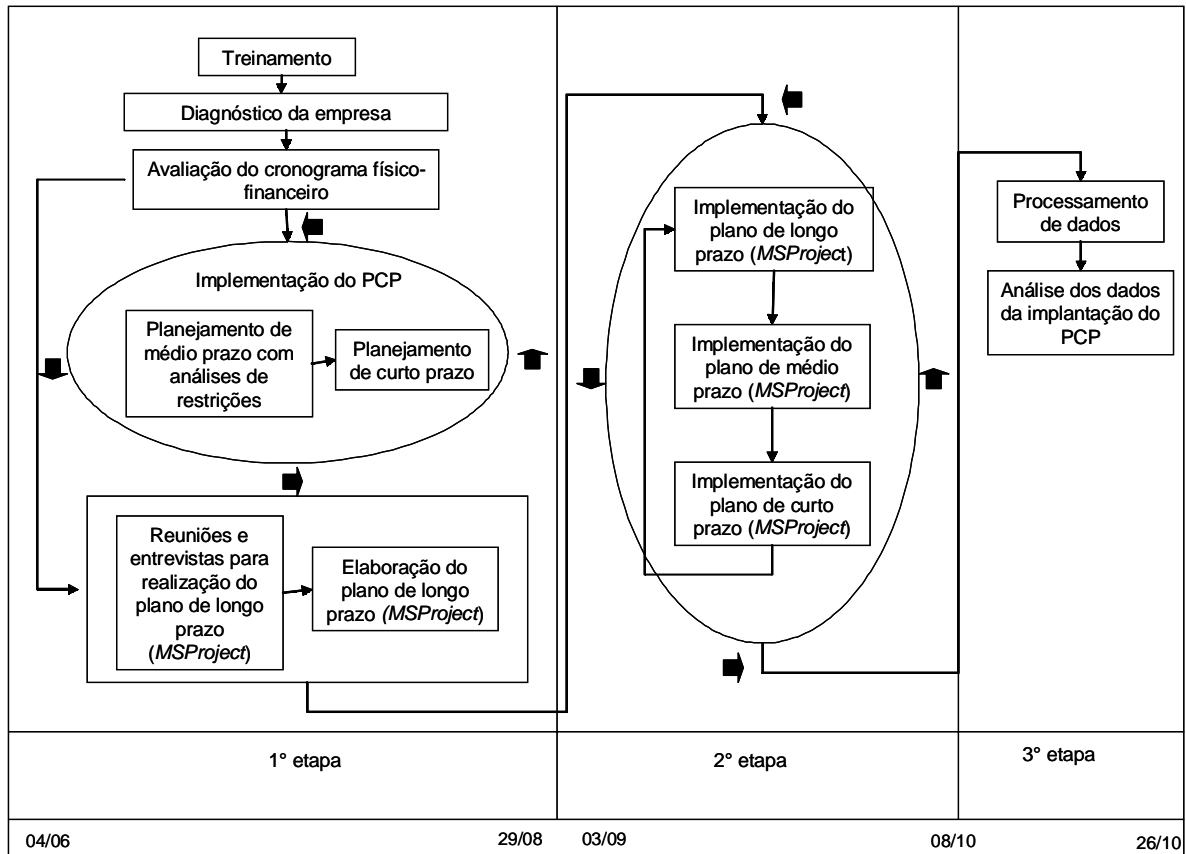 Treinamento
Diagnóstico da empresa
Avaliação do cronograma físico-
financeiro
Implementação do PCP
Planejamento de
médio prazo com
análises de
restrições
Planejamento
de curto prazo
Reuniões e
entrevistas para
realização do
plano de longo
prazo
(MSProject)
Elaboração do
plano de longo
prazo (MSProject)
Implementação do
plano de longo
prazo (MSProject)
Implementação do
plano de médio
prazo (MSProject)
Implementação do
plano de curto
prazo (MSProject)
Processamento
de dados
Análise dos dados
da implantação do
PCP
1° etapa
2° etapa
3° etapa
04/06
29/08
03/09
08/10
26/10